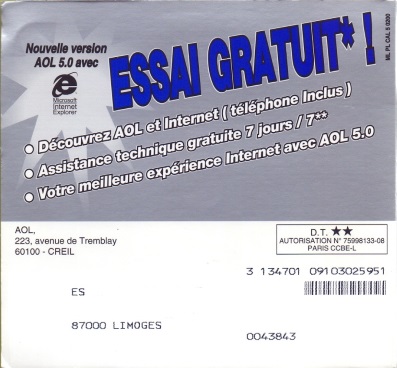 Nouvelle version
AOL 5.0 avec
Microsoft
Internet
Explorer
ESSAI GRATUIT* !
ML PL CAL 5 0200
• Découvrez AOL et Internet ( téléphone Inclus )
• Assistance technique gratuite 7 jours / 7**
• Votre meilleure expérience Internet avec AOL 5.0
AOL,
223, avenue de Tremblay
60100 - CREIL
D.T. ★★
AUTORISATION N° 75998133-08
PARIS CCBE-L
3 134701 09103025951
ES
87000 LIMOGES
0043843